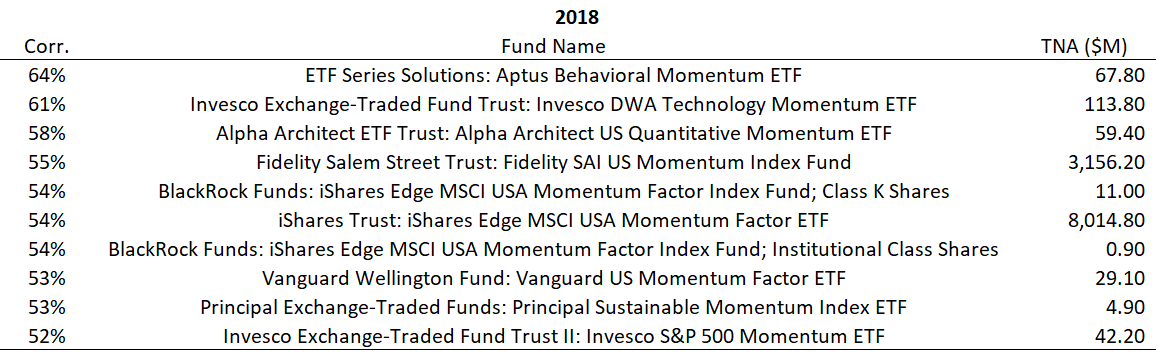 2018
Corr. Fund Name TNA ($M)
64% ETF Series Solutions: Aptus Behavioral Momentum ETF 67.80
61% Invesco Exchange-Traded Fund Trust: Invesco DWA Technology Momentum ETF 113.80
58% Alpha Architect ETF Trust: Alpha Architect US Quantitative Momentum ETF 59.40
55% Fidelity Salem Street Trust: Fidelity SAI US Momentum Index Fund 3,156.20
54% BlackRock Funds: iShares Edge MSCI USA Momentum Factor Index Fund; Class K Shares 11.00
54% iShares Trust: iShares Edge MSCI USA Momentum Factor ETF 8,014.80
54% BlackRock Funds: iShares Edge MSCI USA Momentum Factor Index Fund; Institutional Class Shares 0.90
53% Vanguard Wellington Fund: Vanguard US Momentum Factor ETF 29.10
53% Principal Exchange-Traded Funds: Principal Sustainable Momentum Index ETF 4.90
52% Invesco Exchange-Traded Fund Trust II: Invesco S&P 500 Momentum ETF 42.20